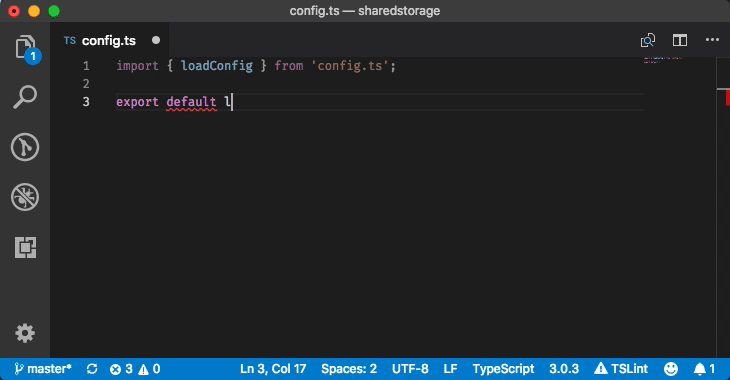 config.ts — sharedstorage
TS config.ts
1
1 import { loadConfig } from 'config.ts';
2
3 export default l
master* 3 0 Ln 3, Col 17 Spaces: 2 UTF-8 LF TypeScript 3.0.3 TSLint 1